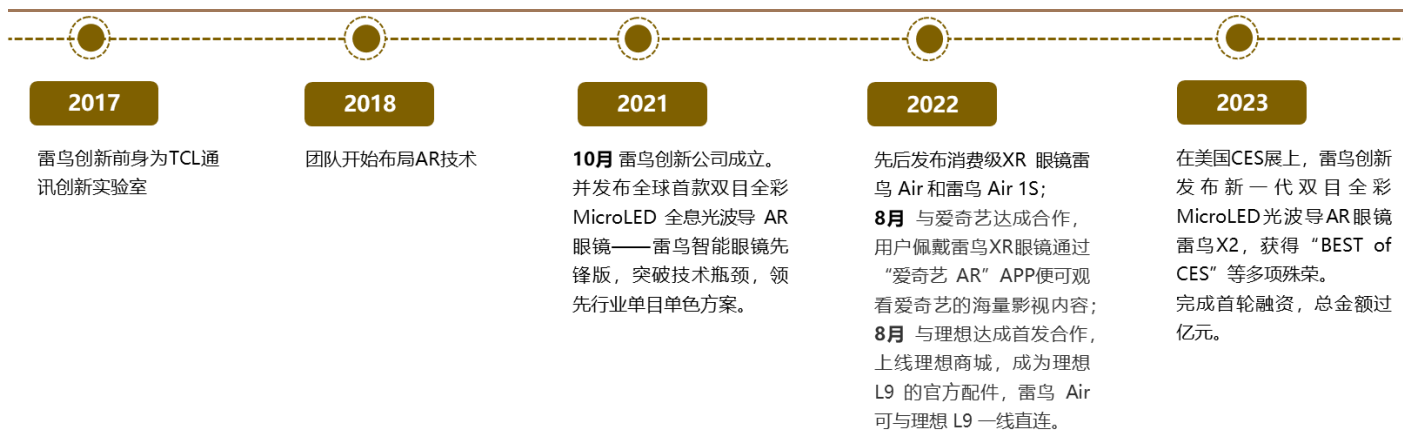 2017
雷鸟创新前身为TCL通
讯创新实验室
2018
团队开始布局AR技术
2021
10月 雷鸟创新公司成立。
并发布全球首款双目全彩
MicroLED 全息光波导 AR
眼镜——雷鸟智能眼镜先
锋版，突破技术瓶颈，领
先行业单目单色方案。
2022
先后发布消费级XR 眼镜雷
鸟 Air 和雷鸟 Air 1S；
8月 与爱奇艺达成合作，
用户佩戴雷鸟XR眼镜通过
“爱奇艺 AR”APP便可观
看爱奇艺的海量影视内容；
8月 与理想达成首发合作，
上线理想商城，成为理想
L9 的官方配件，雷鸟 Air
可与理想 L9 一线直连。
2023
在美国CES展上，雷鸟创新
发布新一代双目全彩
MicroLED光波导AR眼镜
雷鸟X2，获得“BEST of
CES”等多项殊荣。
完成首轮融资，总金额过
亿元。